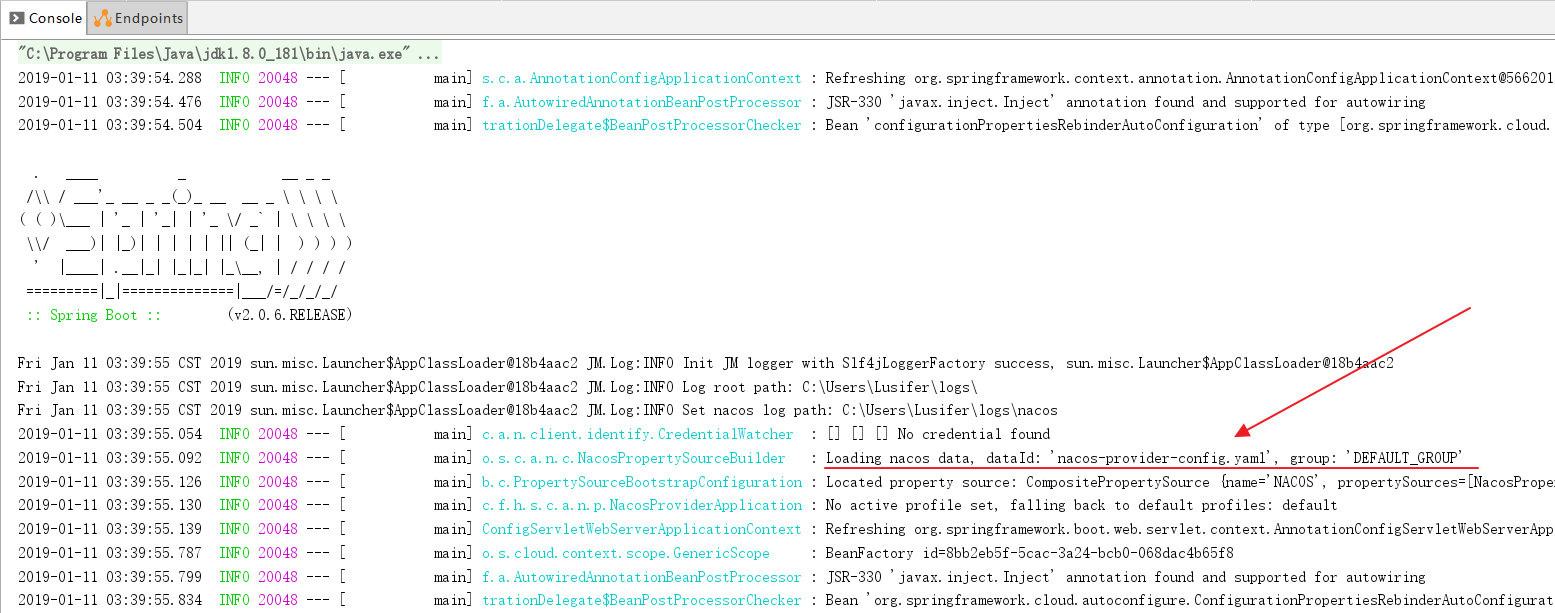 Console Endpoints
"C:\Program Files\Java\jdk1.8.0_181\bin\java.exe" ...
2019-01-11 03:39:54.288  INFO 20048 --- [           main] s.c.a.AnnotationConfigApplicationContext : Refreshing org.springframework.context.annotation.AnnotationConfigApplicationContext@566201
2019-01-11 03:39:54.476  INFO 20048 --- [           main] f.a.AutowiredAnnotationBeanPostProcessor : JSR-330 'javax.inject.Inject' annotation found and supported for autowiring
2019-01-11 03:39:54.504  INFO 20048 --- [           main] trationDelegate$BeanPostProcessorChecker : Bean 'configurationPropertiesRebinderAutoConfiguration' of type [org.springframework.cloud.
  .   ____          _            __ _ _
 /\\ / ___'_ __ _ _(_)_ __  __ _ \ \ \ \
( ( )\___ | '_ | '_| | '_ \/ _` | \ \ \ \
 \\/  ___)| |_)| | | | | || (_| |  ) ) ) )
  '  |____| .__|_| |_|_| |_\__, | / / / /
 =========|_|==============|___/=/_/_/_/
 :: Spring Boot ::        (v2.0.6.RELEASE)
Fri Jan 11 03:39:55 CST 2019 sun.misc.Launcher$AppClassLoader@18b4aac2 JM.Log:INFO Init JM logger with Slf4jLoggerFactory success, sun.misc.Launcher$AppClassLoader@18b4aac2
Fri Jan 11 03:39:55 CST 2019 sun.misc.Launcher$AppClassLoader@18b4aac2 JM.Log:INFO Log root path: C:\Users\Lusifer\logs\
Fri Jan 11 03:39:55 CST 2019 sun.misc.Launcher$AppClassLoader@18b4aac2 JM.Log:INFO Set nacos log path: C:\Users\Lusifer\logs\nacos
2019-01-11 03:39:55.054  INFO 20048 --- [           main] c.a.n.client.identify.CredentialWatcher  : [] [] [] No credential found
2019-01-11 03:39:55.092  INFO 20048 --- [           main] o.s.c.a.n.c.NacosPropertySourceBuilder   : Loading nacos data, dataId: 'nacos-provider-config.yaml', group: 'DEFAULT_GROUP'
2019-01-11 03:39:55.126  INFO 20048 --- [           main] b.c.PropertySourceBootstrapConfiguration : Located property source: CompositePropertySource {name='NACOS', propertySources=[NacosPrope
2019-01-11 03:39:55.130  INFO 20048 --- [           main] c.f.h.s.c.a.n.p.NacosProviderApplication : No active profile set, falling back to default profiles: default
2019-01-11 03:39:55.139  INFO 20048 --- [           main] ConfigServletWebServerApplicationContext : Refreshing org.springframework.boot.web.servlet.context.AnnotationConfigServletWebServerApp
2019-01-11 03:39:55.787  INFO 20048 --- [           main] o.s.cloud.context.scope.GenericScope     : BeanFactory id=8bb2eb5f-5cac-3a24-bcb0-068dac4b65f8
2019-01-11 03:39:55.799  INFO 20048 --- [           main] f.a.AutowiredAnnotationBeanPostProcessor : JSR-330 'javax.inject.Inject' annotation found and supported for autowiring
2019-01-11 03:39:55.834  INFO 20048 --- [           main] trationDelegate$BeanPostProcessorChecker : Bean 'org.springframework.cloud.autoconfigure.ConfigurationPropertiesRebinderAutoConfigurat